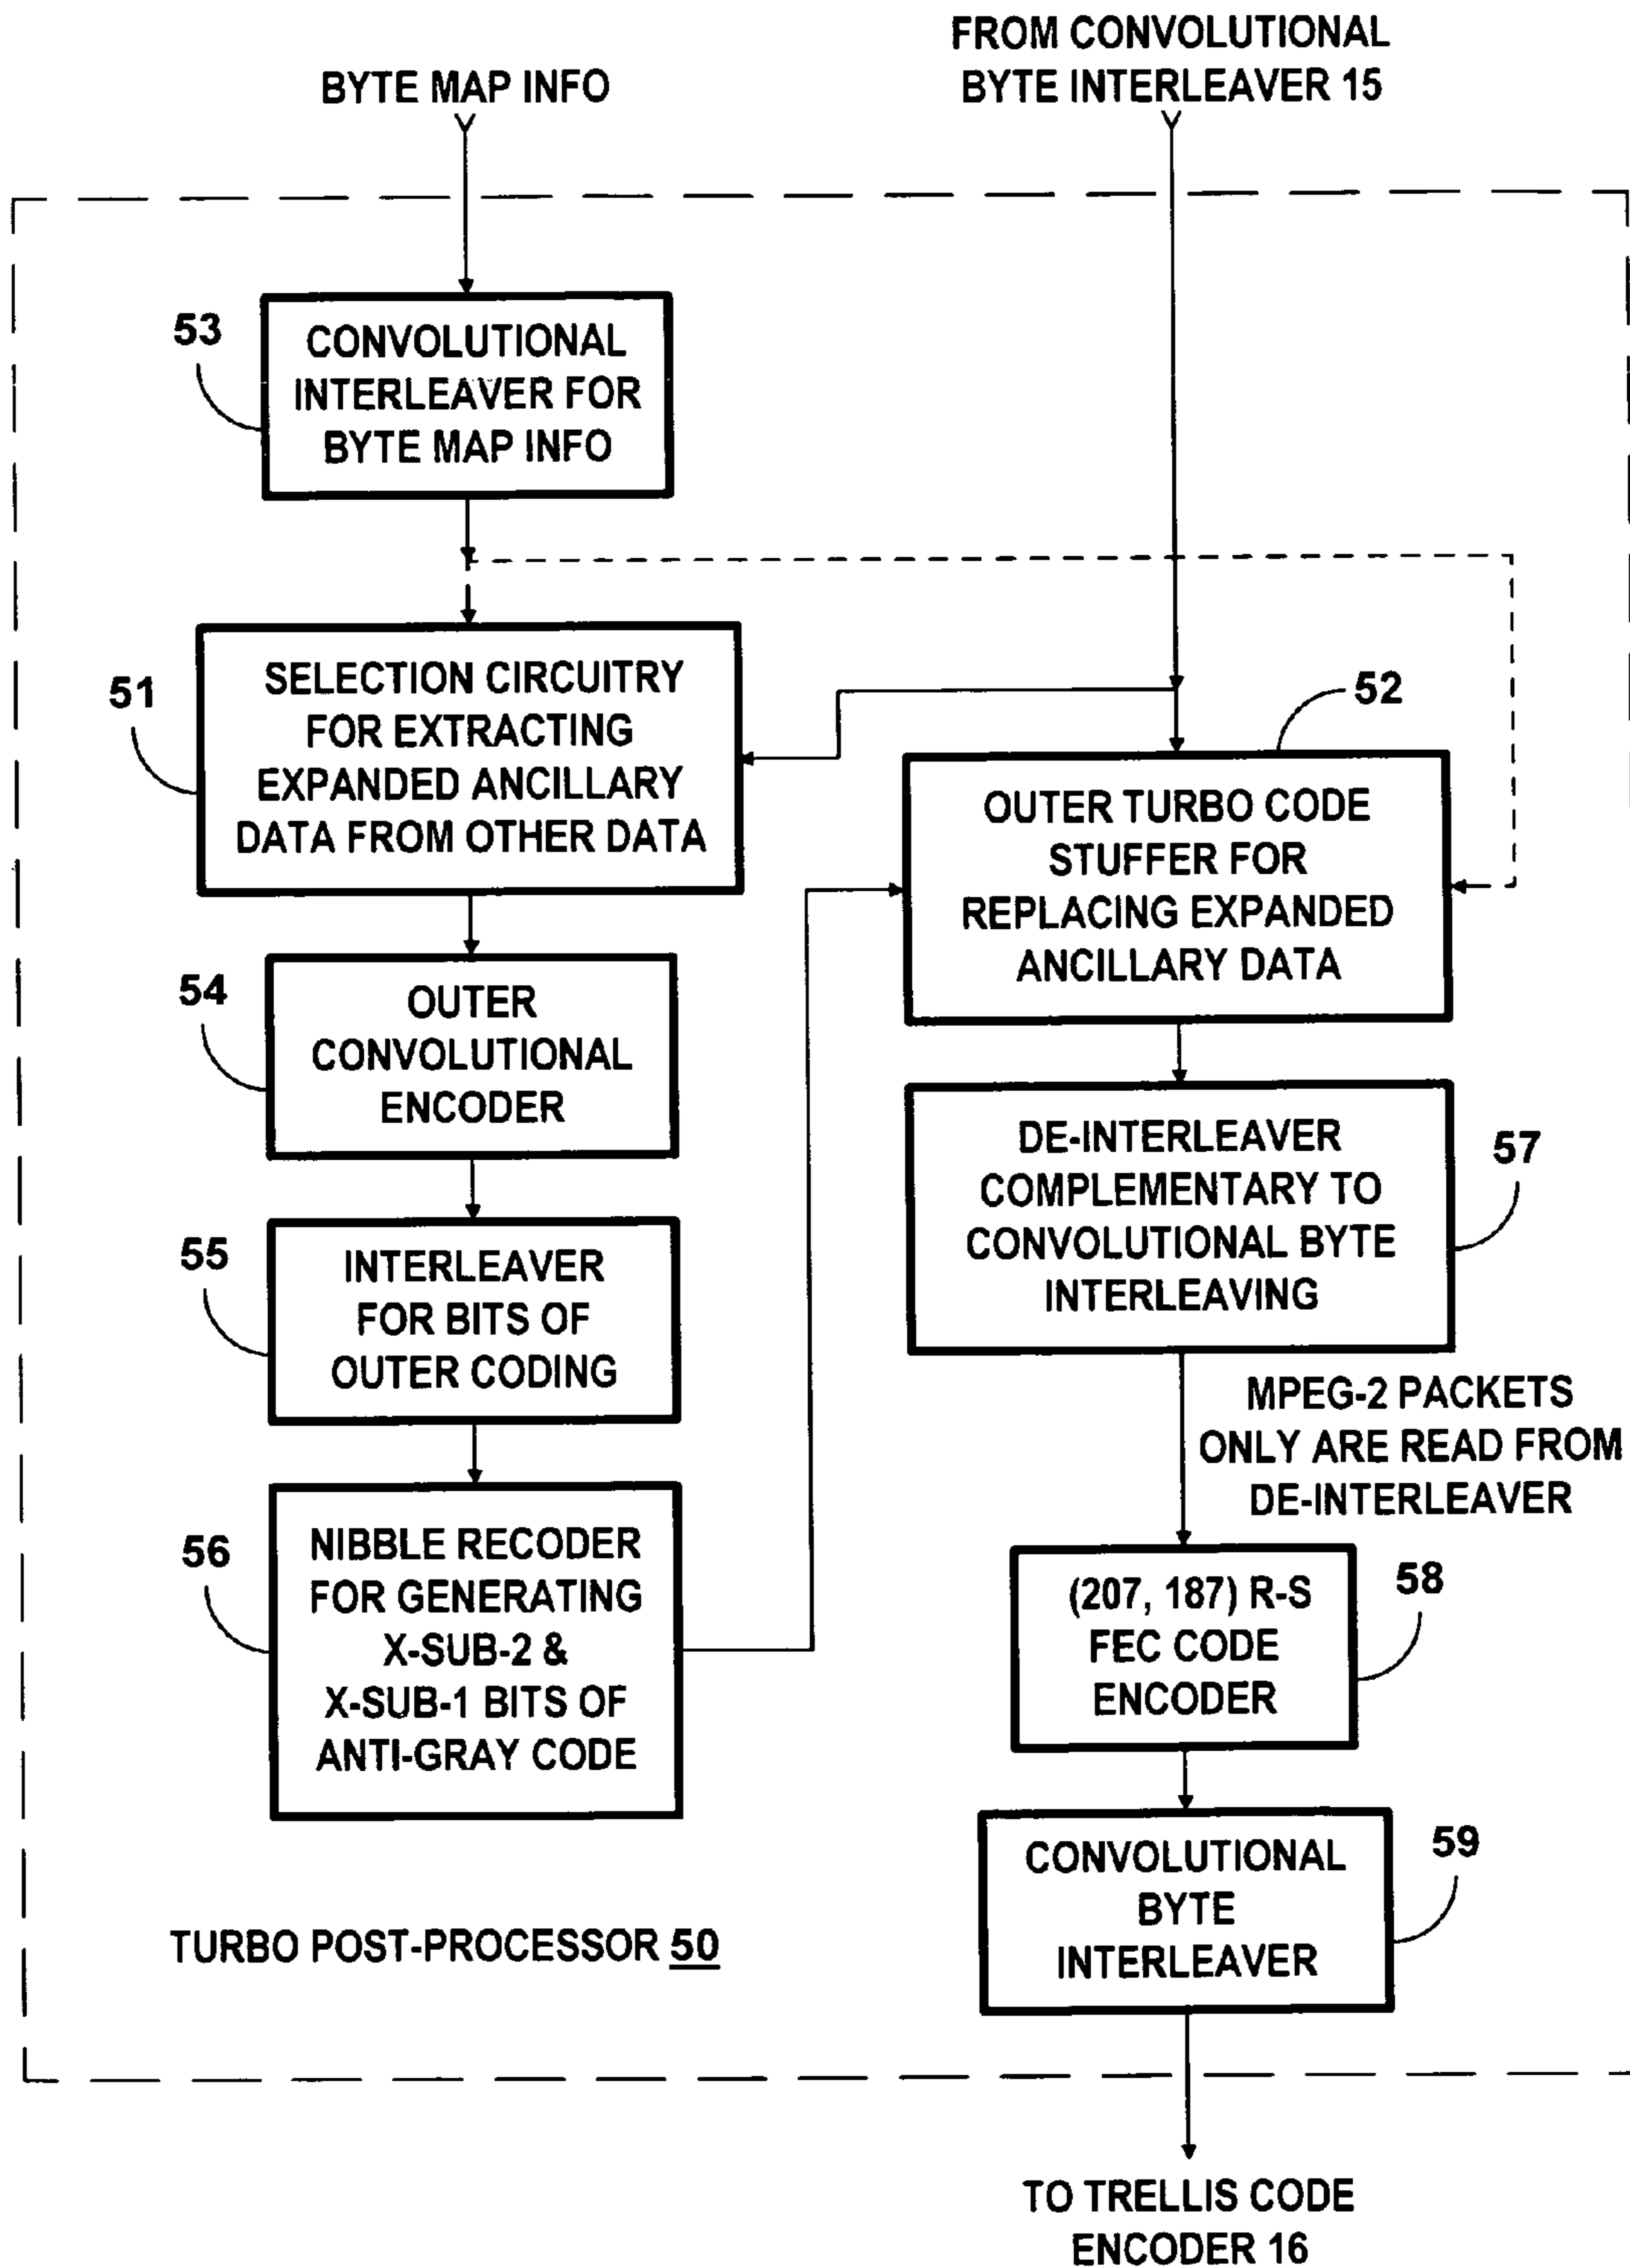 FROM CONVOLUTIONAL
BYTE INTERLEAVER 15
BYTE MAP INFO
53
CONVOLUTIONAL
INTERLEAVER FOR
BYTE MAP INFO
51
SELECTION CIRCUITRY
FOR EXTRACTING
EXPANDED ANCILLARY
DATA FROM OTHER DATA
52
OUTER TURBO CODE
STUFFER FOR
REPLACING EXPANDED
ANCILLARY DATA
54
OUTER
CONVOLUTIONAL
ENCODER
57
DE-INTERLEAVER
COMPLEMENTARY TO
CONVOLUTIONAL BYTE
INTERLEAVING
55
INTERLEAVER
FOR BITS OF
OUTER CODING
MPEG-2 PACKETS
ONLY ARE READ FROM
DE-INTERLEAVER
56
NIBBLE RECODER
FOR GENERATING
X-SUB-2 &
X-SUB-1 BITS OF
ANTI-GRAY CODE
58
(207, 187) R-S
FEC CODE
ENCODER
59
CONVOLUTIONAL
BYTE
INTERLEAVER
TURBO POST-PROCESSOR 50
TO TRELLIS CODE
ENCODER 16